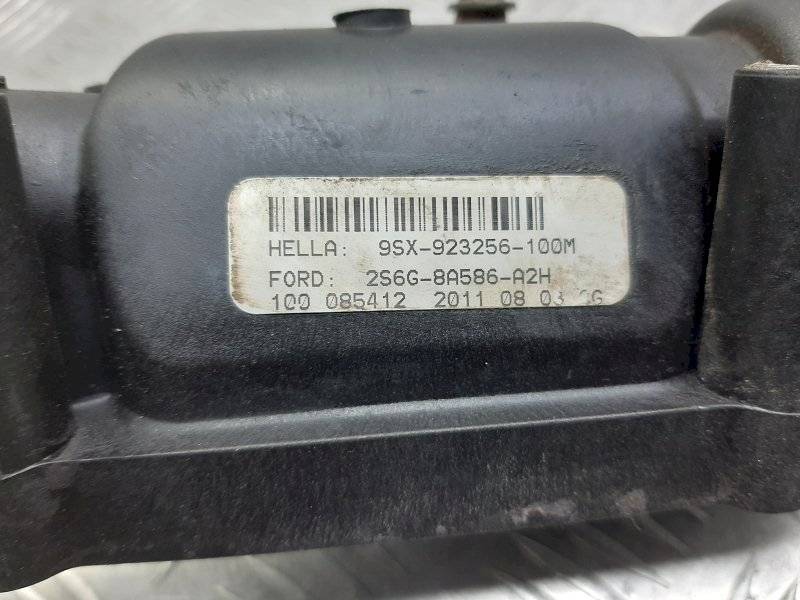 HELLA: 9SX-923256-100M
FORD: 2S6G-8A586-A2H
100 085412 2011 08 03